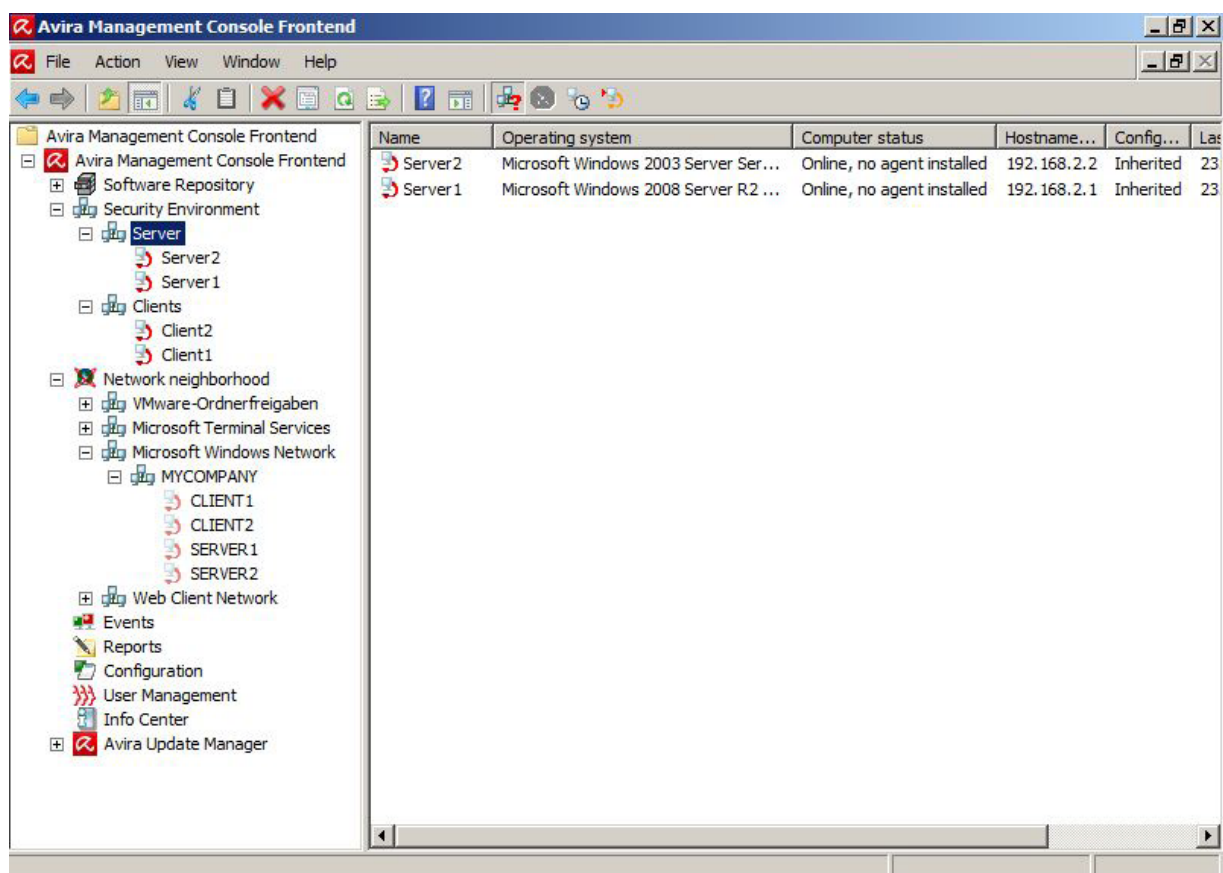 Avira Management Console Frontend
File Action View Window Help
Avira Management Console Frontend
Avira Management Console Frontend
Software Repository
Security Environment
Server
Server2
Server1
Clients
Client2
Client1
Network neighborhood
VMware-Ordnerfreigaben
Microsoft Terminal Services
Microsoft Windows Network
MYCOMPANY
CLIENT1
CLIENT2
SERVER1
SERVER2
Web Client Network
Events
Reports
Configuration
User Management
Info Center
Avira Update Manager
Name Operating system Computer status Hostname... Config... Las
Server2 Microsoft Windows 2003 Server Ser... Online, no agent installed 192.168.2.2 Inherited 23
Server1 Microsoft Windows 2008 Server R2 ... Online, no agent installed 192.168.2.1 Inherited 23